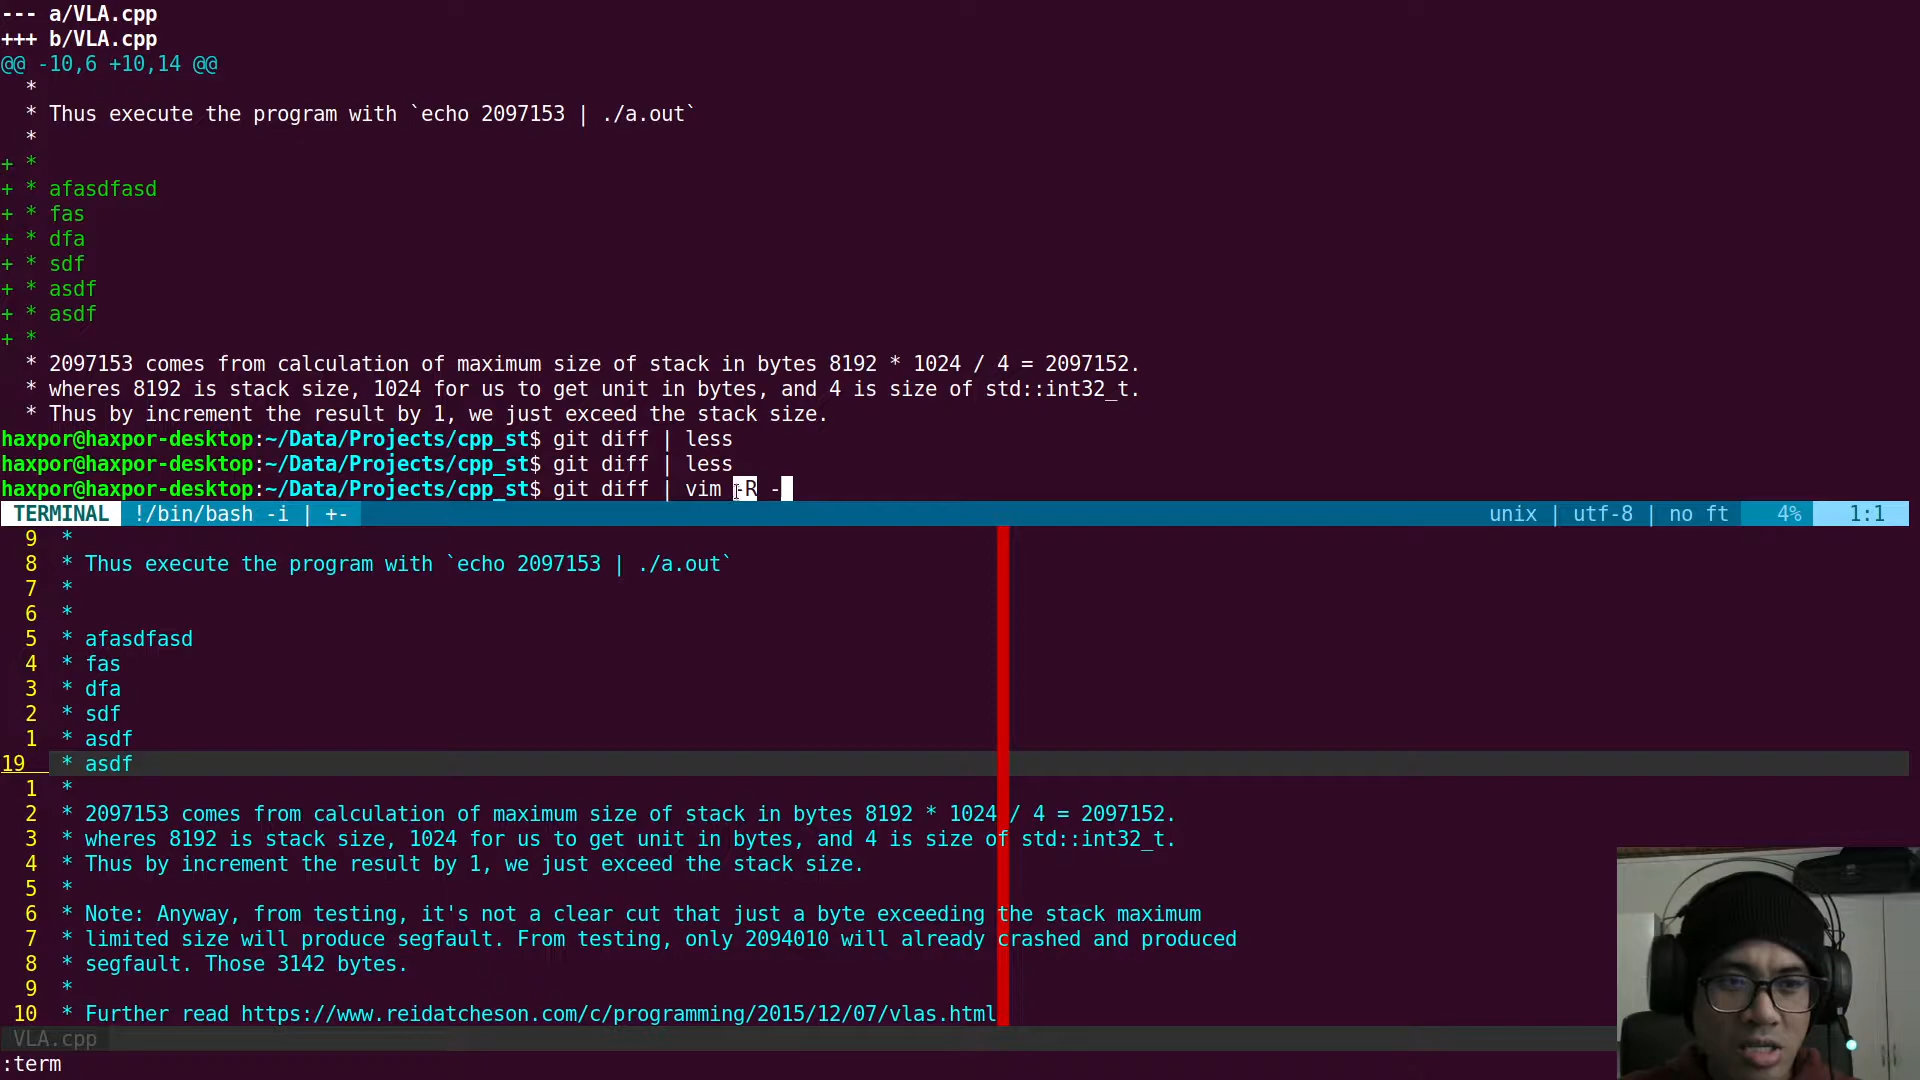 --- a/VLA.cpp
+++ b/VLA.cpp
@@ -10,6 +10,14 @@
  *
  * Thus execute the program with `echo 2097153 | ./a.out`
  *
+ *
+ * afasdfasd
+ * fas
+ * dfa
+ * sdf
+ * asdf
+ * asdf
+ *
  * 2097153 comes from calculation of maximum size of stack in bytes 8192 * 1024 / 4 = 2097152.
  * wheres 8192 is stack size, 1024 for us to get unit in bytes, and 4 is size of std::int32_t.
  * Thus by increment the result by 1, we just exceed the stack size.
haxpor@haxpor-desktop:~/Data/Projects/cpp_st$ git diff | less
haxpor@haxpor-desktop:~/Data/Projects/cpp_st$ git diff | less
haxpor@haxpor-desktop:~/Data/Projects/cpp_st$ git diff | vim -R -
TERMINAL !/bin/bash -i | +- unix | utf-8 | no ft 4% 1:1
9 *
8 * Thus execute the program with `echo 2097153 | ./a.out`
7 *
6 *
5 * afasdfasd
4 * fas
3 * dfa
2 * sdf
1 * asdf
19 * asdf
1 *
2 * 2097153 comes from calculation of maximum size of stack in bytes 8192 * 1024 / 4 = 2097152.
3 * wheres 8192 is stack size, 1024 for us to get unit in bytes, and 4 is size of std::int32_t.
4 * Thus by increment the result by 1, we just exceed the stack size.
5 *
6 * Note: Anyway, from testing, it's not a clear cut that just a byte exceeding the stack maximum
7 * limited size will produce segfault. From testing, only 2094010 will already crashed and produced
8 * segfault. Those 3142 bytes.
9 *
10 * Further read https://www.reidatcheson.com/c/programming/2015/12/07/vlas.html
VLA.cpp
:term